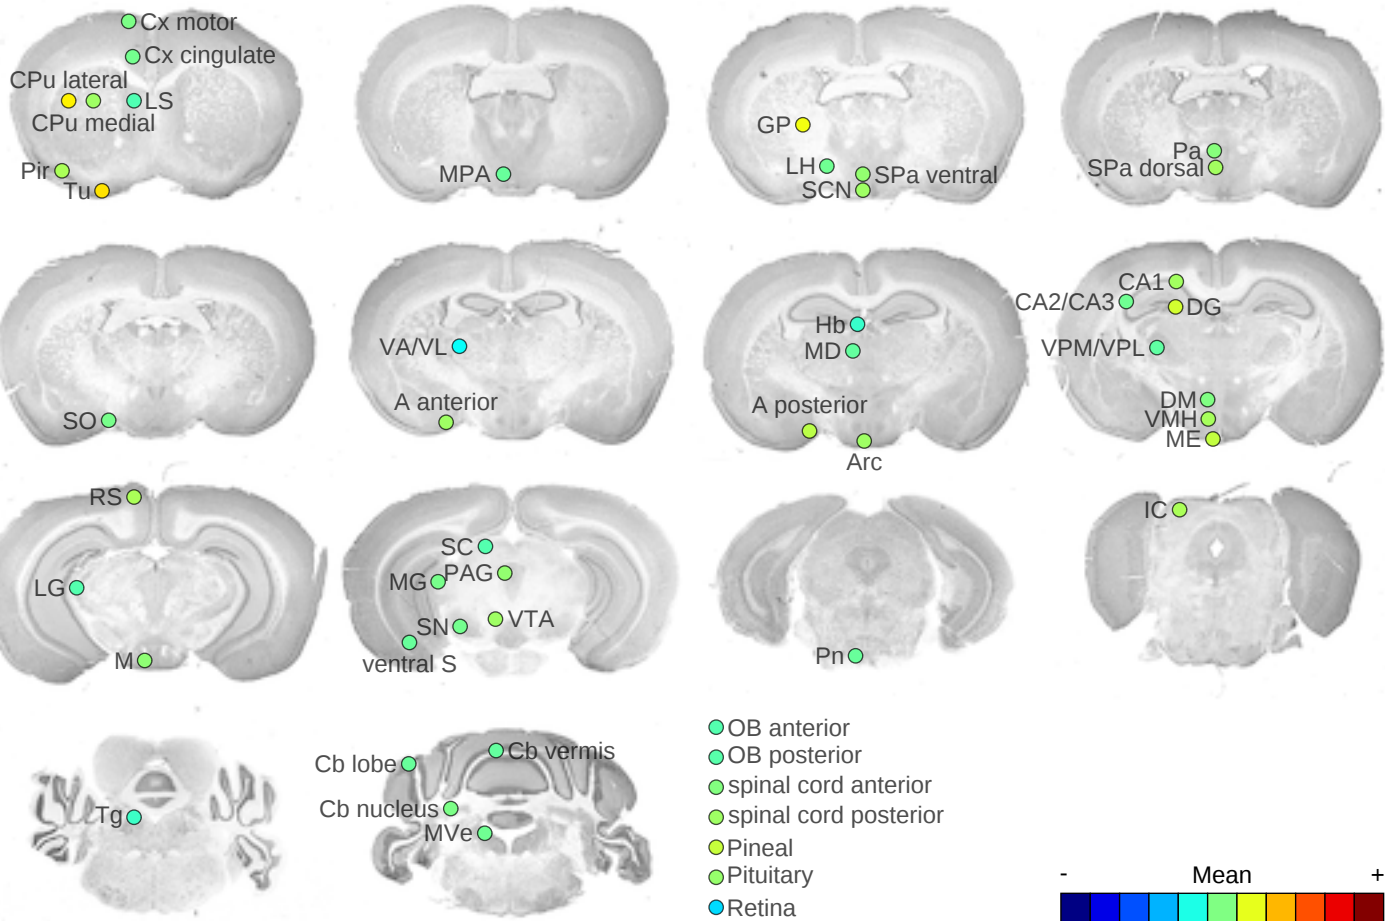 Cx motor
Cx cingulate
CPu lateral
LS
CPu medial
Pir
Tu
MPA
GP
LH
SPa ventral
SCN
Pa
SPa dorsal
SO
VA/VL
A anterior
Hb
MD
A posterior
Arc
CA1
CA2/CA3
DG
VPM/VPL
DM
VMH
ME
RS
LG
M
SC
MG
PAG
SN
VTA
ventral S
Pn
IC
Tg
Cb lobe
Cb vermis
Cb nucleus
MVe
OB anterior
OB posterior
spinal cord anterior
spinal cord posterior
Pineal
Pituitary
Retina
- Mean +